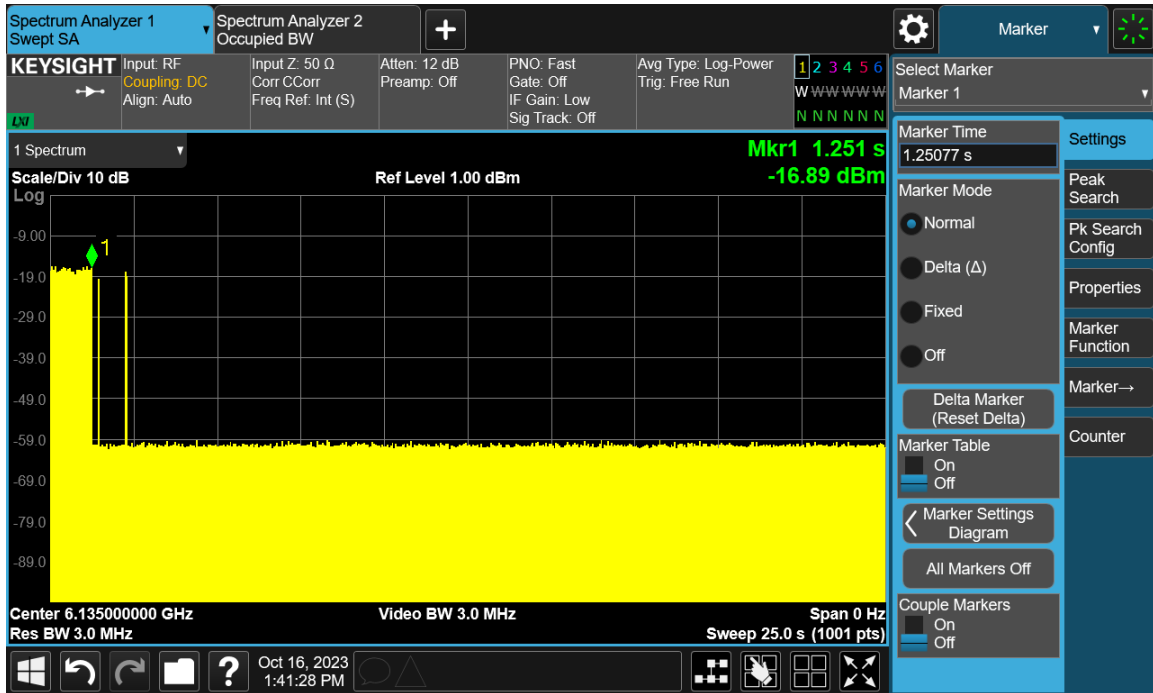 Spectrum Analyzer 1
Swept SA
Spectrum Analyzer 2
Occupied BW
Marker
KEYSIGHT
LXI
Input: RF
Coupling: DC
Align: Auto
Input Z: 50 Ω
Corr CCorr
Freq Ref: Int (S)
Atten: 12 dB
Preamp: Off
PNO: Fast
Gate: Off
IF Gain: Low
Sig Track: Off
Avg Type: Log-Power
Trig: Free Run
1 2 3 4 5 6
W W W W W W
N N N N N N
Select Marker
Marker 1
1 Spectrum
Mkr1 1.251 s
-16.89 dBm
Scale/Div 10 dB
Ref Level 1.00 dBm
Log
-9.00
-19.0
-29.0
-39.0
-49.0
-59.0
-69.0
-79.0
-89.0
1
Center 6.135000000 GHz
Video BW 3.0 MHz
Span 0 Hz
Res BW 3.0 MHz
Sweep 25.0 s (1001 pts)
Marker Time
1.25077 s
Marker Mode
Normal
Delta (Δ)
Fixed
Off
Delta Marker
(Reset Delta)
Marker Table
On
Off
Marker Settings
Diagram
All Markers Off
Couple Markers
On
Off
Settings
Peak
Search
Pk Search
Config
Properties
Marker
Function
Marker→
Counter
?
Oct 16, 2023
1:41:28 PM